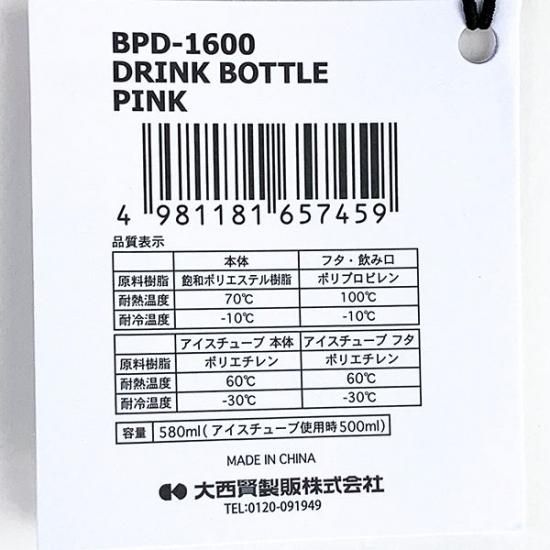 BPD-1600
DRINK BOTTLE
PINK
4 981181 657459
品質表示
本体 フタ・飲み口
原料樹脂 飽和ポリエステル樹脂 ポリプロピレン
耐熱温度 70℃ 100℃
耐冷温度 -10℃ -10℃
アイスチューブ 本体 アイスチューブ フタ
原料樹脂 ポリエチレン ポリエチレン
耐熱温度 60℃ 60℃
耐冷温度 -30℃ -30℃
容量 580ml(アイスチューブ使用時500ml)
MADE IN CHINA
大西賢製販株式会社
TEL:0120-091949